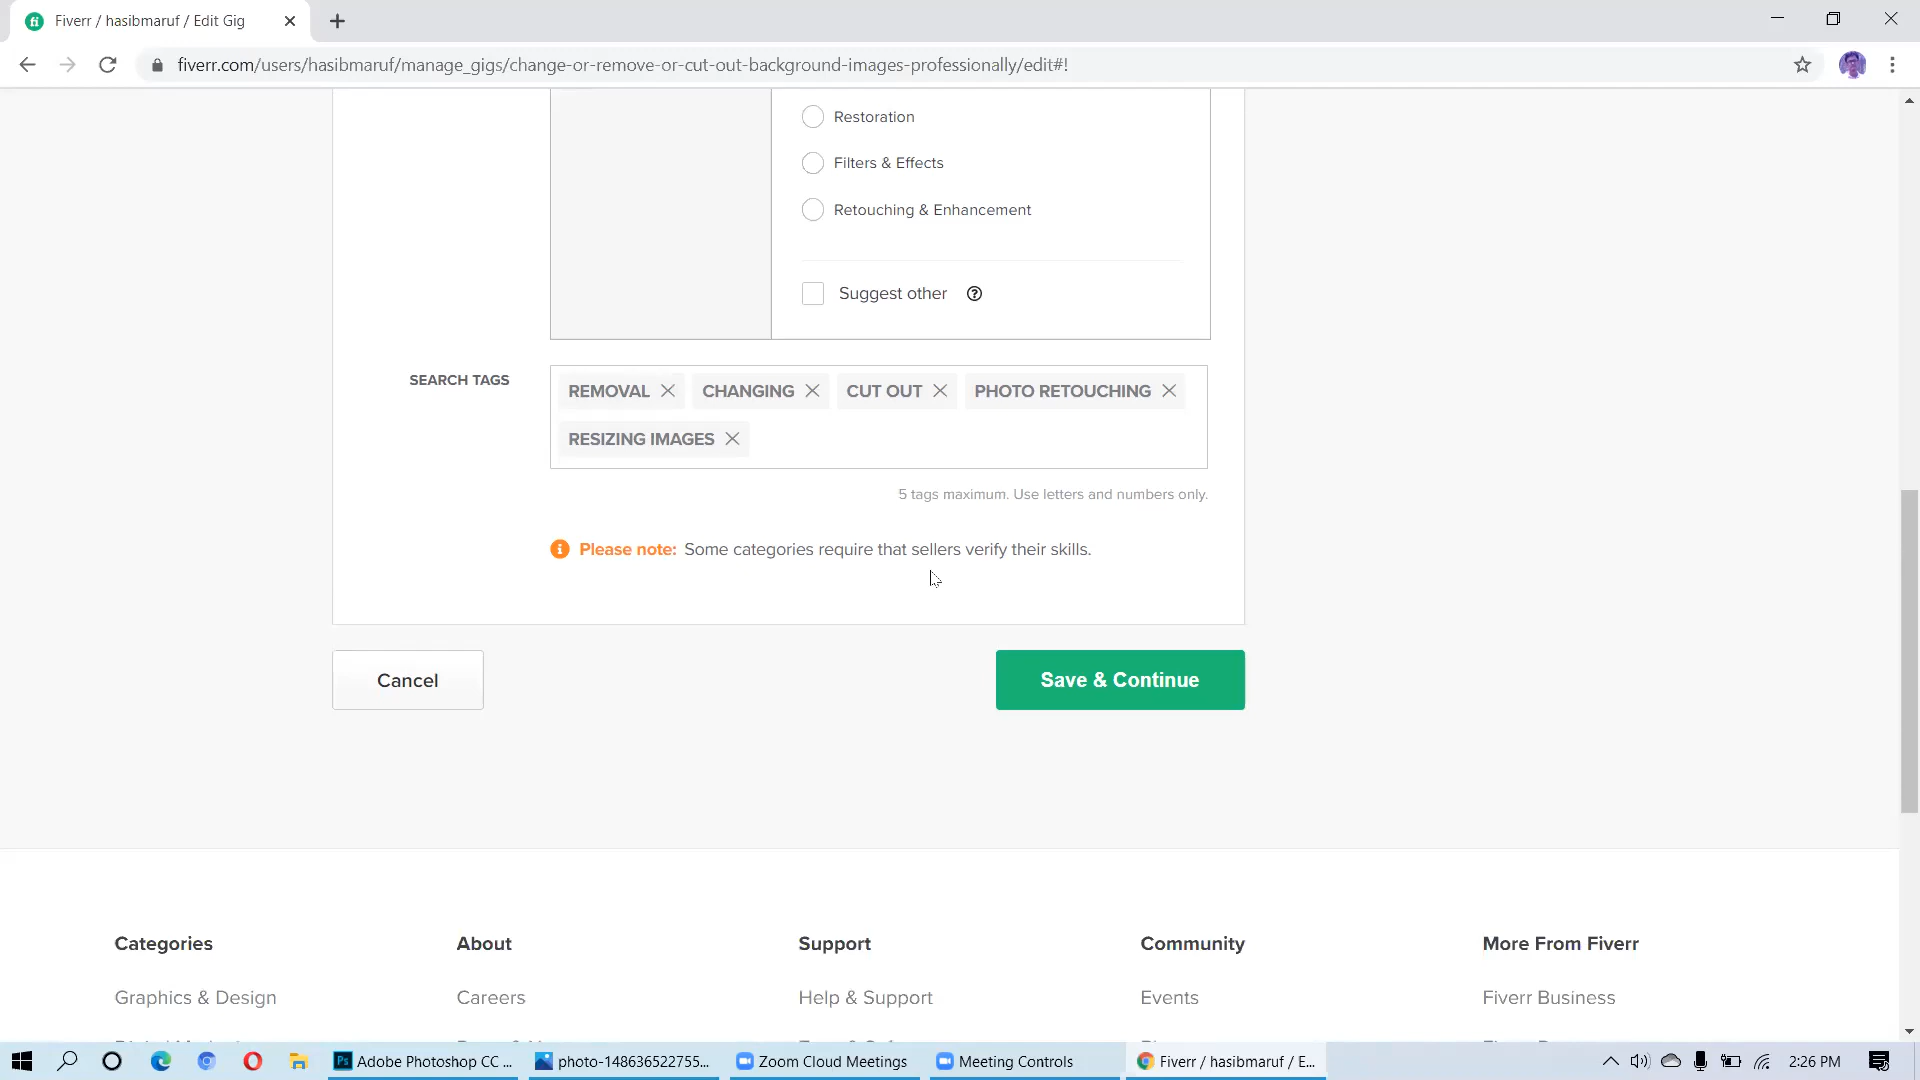 Fiverr / hasibmaruf / Edit Gig
fiverr.com/users/hasibmaruf/manage_gigs/change-or-remove-or-cut-out-background-images-professionally/edit#!
Restoration
Filters & Effects
Retouching & Enhancement
Suggest other
SEARCH TAGS
REMOVAL CHANGING CUT OUT PHOTO RETOUCHING
RESIZING IMAGES
5 tags maximum. Use letters and numbers only.
Please note: Some categories require that sellers verify their skills.
Cancel
Save & Continue
Categories About Support Community More From Fiverr
Graphics & Design Careers Help & Support Events Fiverr Business
Adobe Photoshop CC ... photo-148636522755... Zoom Cloud Meetings Meeting Controls Fiverr / hasibmaruf / E... 2:26 PM